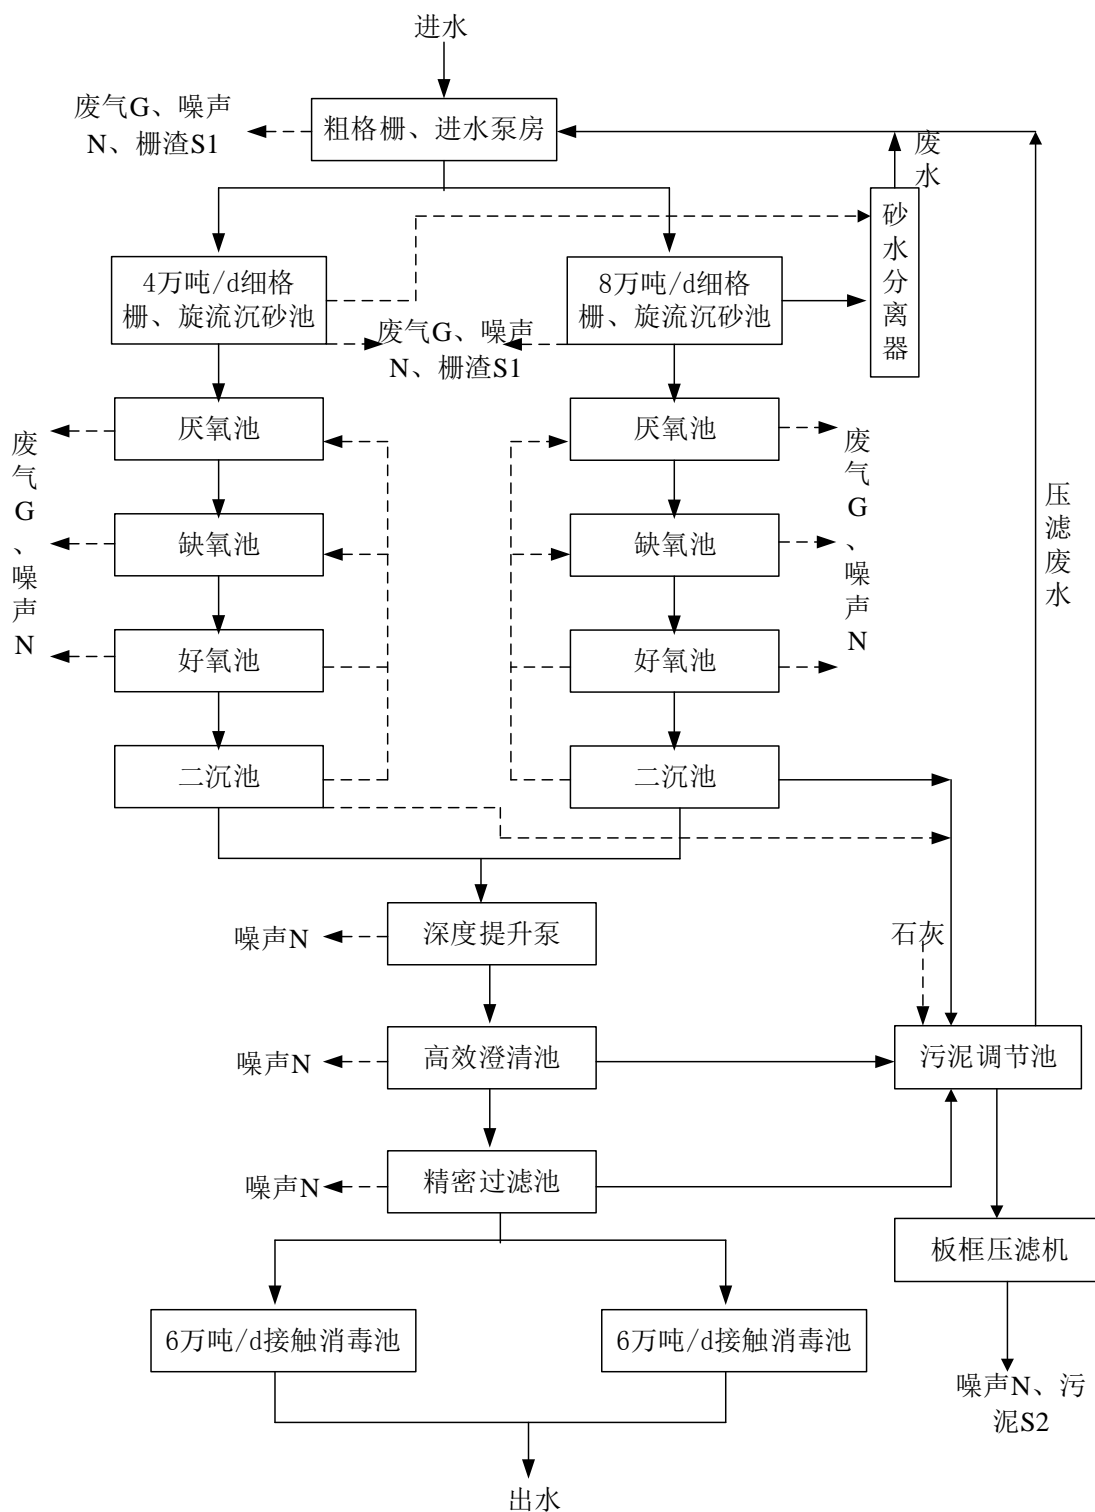 进水
废气G、噪声
N、栅渣S1
粗格栅、进水泵房
废水
砂水分离器
4万吨/d细格
栅、旋流沉砂池
8万吨/d细格
栅、旋流沉砂池
废气G、噪声
N、栅渣S1
厌氧池
厌氧池
废气G、噪声N
废气G、噪声N
缺氧池
缺氧池
压滤废水
好氧池
好氧池
二沉池
二沉池
噪声N
深度提升泵
石灰
噪声N
高效澄清池
污泥调节池
噪声N
精密过滤池
板框压滤机
6万吨/d接触消毒池
6万吨/d接触消毒池
噪声N、污
泥S2
出水